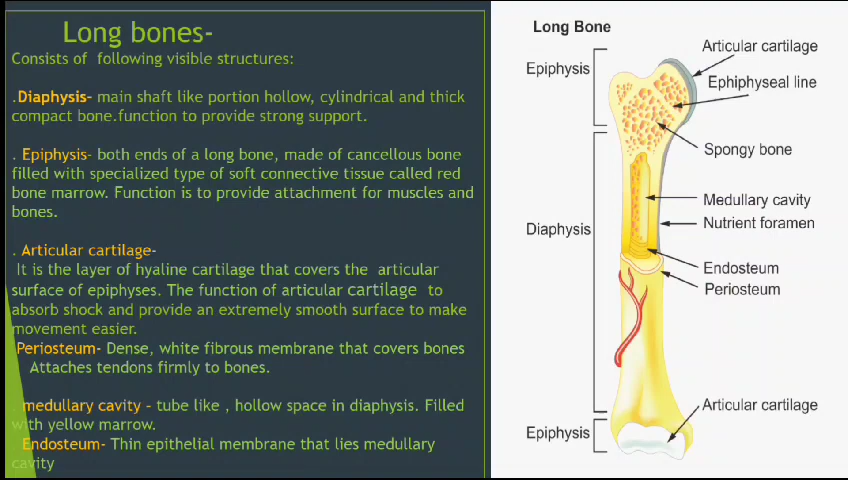 Long bones-
Consists of  following visible structures:
.Diaphysis- main shaft like portion hollow, cylindrical and thick
compact bone.function to provide strong support.
. Epiphysis- both ends of a long bone, made of cancellous bone
filled with specialized type of soft connective tissue called red
bone marrow. Function is to provide attachment for muscles and
bones.
. Articular cartilage-
It is the layer of hyaline cartilage that covers the  articular
surface of epiphyses. The function of articular cartilage  to
absorb shock and provide an extremely smooth surface to make
movement easier.
Periosteum- Dense, white fibrous membrane that covers bones
Attaches tendons firmly to bones.
. medullary cavity – tube like , hollow space in diaphysis. Filled
with yellow marrow.
Endosteum- Thin epithelial membrane that lies medullary
cavity
Long Bone
Epiphysis
Articular cartilage
Ephiphyseal line
Spongy bone
Medullary cavity
Nutrient foramen
Diaphysis
Endosteum
Periosteum
Articular cartilage
Epiphysis